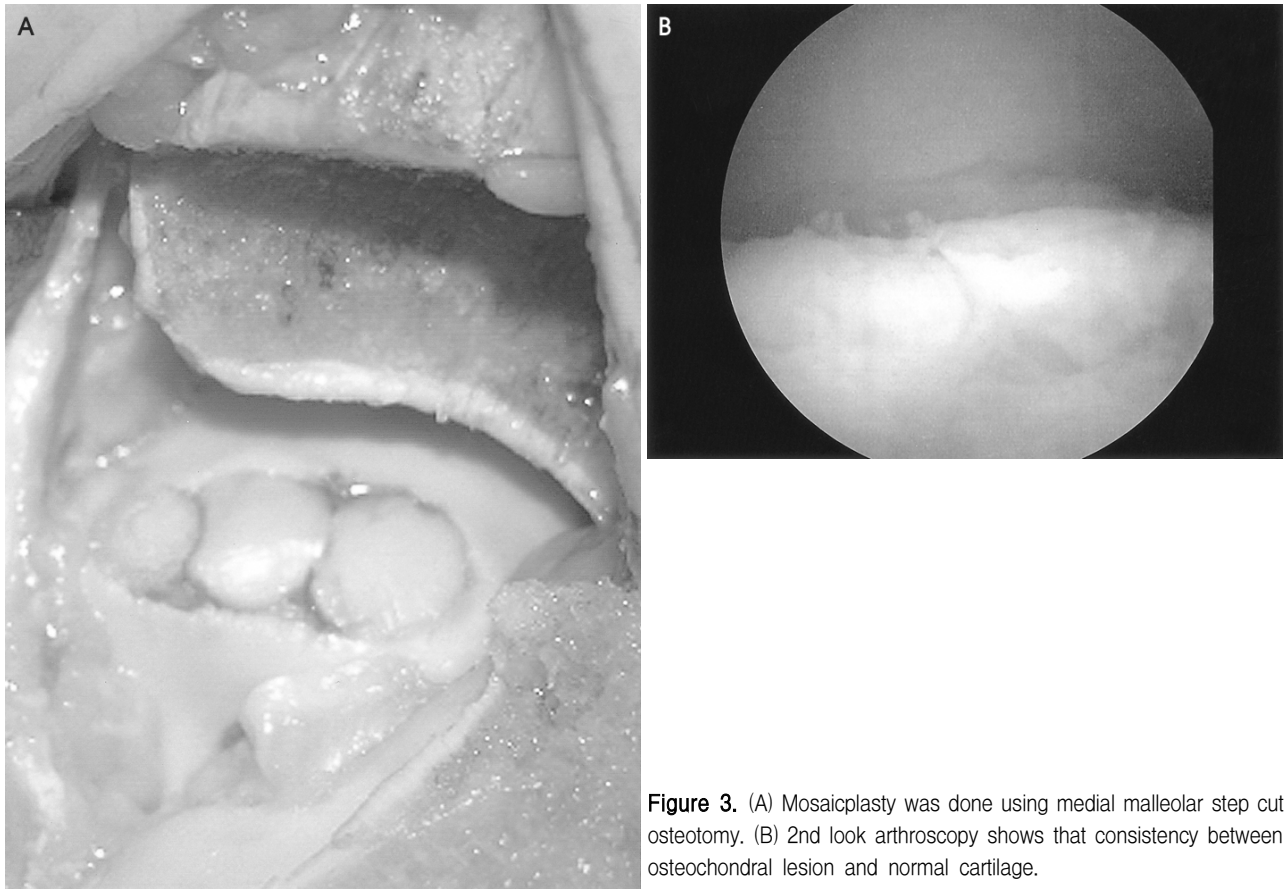 A
B
Figure 3. (A) Mosaicplasty was done using medial malleolar step cut
osteotomy. (B) 2nd look arthroscopy shows that consistency between
osteochondral lesion and normal cartilage.